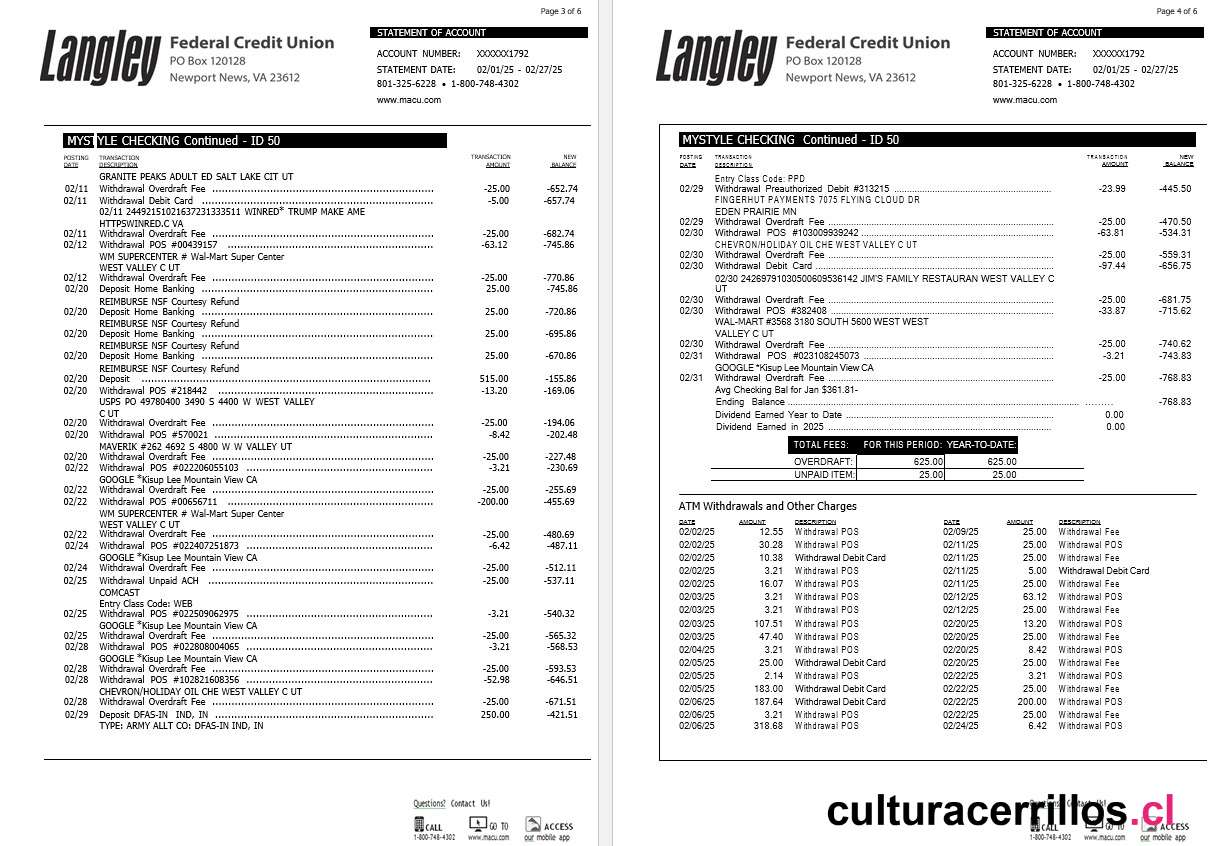 Page 3 of 6
Langley Federal Credit Union
PO Box 120128
Newport News, VA 23612
STATEMENT OF ACCOUNT
ACCOUNT NUMBER: XXXXXX1792
STATEMENT DATE: 02/01/25 - 02/27/25
801-325-6228 • 1-800-748-4302
www.macu.com
MYSTYLE CHECKING Continued - ID 50
POSTING DATE TRANSACTION DESCRIPTION TRANSACTION AMOUNT NEW BALANCE
GRANITE PEAKS ADULT ED SALT LAKE CIT UT
02/11 Withdrawal Overdraft Fee -25.00 -652.74
02/11 Withdrawal Debit Card -5.00 -657.74
02/11 24492151021637231333511 WINRED* TRUMP MAKE AME
HTTPSWINRED.C VA
02/11 Withdrawal Overdraft Fee -25.00 -682.74
02/12 Withdrawal POS #00439157 -63.12 -745.86
WM SUPERCENTER # Wal-Mart Super Center
WEST VALLEY C UT
02/12 Withdrawal Overdraft Fee -25.00 -770.86
02/20 Deposit Home Banking 25.00 -745.86
REIMBURSE NSF Courtesy Refund
02/20 Deposit Home Banking 25.00 -720.86
REIMBURSE NSF Courtesy Refund
02/20 Deposit Home Banking 25.00 -695.86
REIMBURSE NSF Courtesy Refund
02/20 Deposit Home Banking 25.00 -670.86
REIMBURSE NSF Courtesy Refund
02/20 Deposit 515.00 -155.86
02/20 Withdrawal POS #218442 -13.20 -169.06
USPS PO 49780400 3490 S 4400 W WEST VALLEY
C UT
02/20 Withdrawal Overdraft Fee -25.00 -194.06
02/20 Withdrawal POS #570021 -8.42 -202.48
MAVERIK #262 4692 S 4800 W W VALLEY UT
02/20 Withdrawal Overdraft Fee -25.00 -227.48
02/22 Withdrawal POS #022206055103 -3.21 -230.69
GOOGLE *Kisup Lee Mountain View CA
02/22 Withdrawal Overdraft Fee -25.00 -255.69
02/22 Withdrawal POS #00656711 -200.00 -455.69
WM SUPERCENTER # Wal-Mart Super Center
WEST VALLEY C UT
02/22 Withdrawal Overdraft Fee -25.00 -480.69
02/24 Withdrawal POS #022407251873 -6.42 -487.11
GOOGLE *Kisup Lee Mountain View CA
02/24 Withdrawal Overdraft Fee -25.00 -512.11
02/25 Withdrawal Unpaid ACH -25.00 -537.11
COMCAST
Entry Class Code: WEB
02/25 Withdrawal POS #022509062975 -3.21 -540.32
GOOGLE *Kisup Lee Mountain View CA
02/25 Withdrawal Overdraft Fee -25.00 -565.32
02/28 Withdrawal POS #022808004065 -3.21 -568.53
GOOGLE *Kisup Lee Mountain View CA
02/28 Withdrawal Overdraft Fee -25.00 -593.53
02/28 Withdrawal POS #102821608356 -52.98 -646.51
CHEVRON/HOLIDAY OIL CHE WEST VALLEY C UT
02/28 Withdrawal Overdraft Fee -25.00 -671.51
02/29 Deposit DFAS-IN IND, IN 250.00 -421.51
TYPE: ARMY ALLT CO: DFAS-IN IND, IN
Questions? Contact Us!
CALL GO TO ACCESS
1-800-748-4302 www.macu.com our mobile app
Page 4 of 6
Langley Federal Credit Union
PO Box 120128
Newport News, VA 23612
STATEMENT OF ACCOUNT
ACCOUNT NUMBER: XXXXXX1792
STATEMENT DATE: 02/01/25 - 02/27/25
801-325-6228 • 1-800-748-4302
www.macu.com
MYSTYLE CHECKING Continued - ID 50
POSTING DATE TRANSACTION DESCRIPTION TRANSACTION AMOUNT NEW BALANCE
Entry Class Code: PPD
02/29 Withdrawal Preauthorized Debit #313215 -23.99 -445.50
FINGERHUT PAYMENTS 7075 FLYING CLOUD DR
EDEN PRAIRIE MN
02/29 Withdrawal Overdraft Fee -25.00 -470.50
02/30 Withdrawal POS #103009939242 -63.81 -534.31
CHEVRON/HOLIDAY OIL CHE WEST VALLEY C UT
02/30 Withdrawal Overdraft Fee -25.00 -559.31
02/30 Withdrawal Debit Card -97.44 -656.75
02/30 24269791030500609536142 JIM'S FAMILY RESTAURAN WEST VALLEY C
UT
02/30 Withdrawal Overdraft Fee -25.00 -681.75
02/30 Withdrawal POS #382408 -33.87 -715.62
WAL-MART #3568 3180 SOUTH 5600 WEST WEST
VALLEY C UT
02/30 Withdrawal Overdraft Fee -25.00 -740.62
02/31 Withdrawal POS #023108245073 -3.21 -743.83
GOOGLE *Kisup Lee Mountain View CA
02/31 Withdrawal Overdraft Fee -25.00 -768.83
Avg Checking Bal for Jan $361.81-
Ending Balance -768.83
Dividend Earned Year to Date 0.00
Dividend Earned in 2025 0.00
TOTAL FEES: FOR THIS PERIOD: YEAR-TO-DATE:
OVERDRAFT: 625.00 625.00
UNPAID ITEM: 25.00 25.00
ATM Withdrawals and Other Charges
DATE AMOUNT DESCRIPTION DATE AMOUNT DESCRIPTION
02/02/25 12.55 Withdrawal POS 02/09/25 25.00 Withdrawal Fee
02/02/25 30.28 Withdrawal POS 02/11/25 25.00 Withdrawal POS
02/02/25 10.38 Withdrawal Debit Card 02/11/25 25.00 Withdrawal Fee
02/02/25 3.21 Withdrawal POS 02/11/25 5.00 Withdrawal Debit Card
02/02/25 16.07 Withdrawal POS 02/11/25 25.00 Withdrawal Fee
02/03/25 3.21 Withdrawal POS 02/12/25 63.12 Withdrawal POS
02/03/25 3.21 Withdrawal POS 02/12/25 25.00 Withdrawal Fee
02/03/25 107.51 Withdrawal POS 02/20/25 13.20 Withdrawal POS
02/03/25 47.40 Withdrawal POS 02/20/25 25.00 Withdrawal Fee
02/04/25 3.21 Withdrawal POS 02/20/25 8.42 Withdrawal POS
02/05/25 25.00 Withdrawal Debit Card 02/20/25 25.00 Withdrawal Fee
02/05/25 2.14 Withdrawal POS 02/22/25 3.21 Withdrawal POS
02/05/25 183.00 Withdrawal Debit Card 02/22/25 25.00 Withdrawal Fee
02/06/25 187.64 Withdrawal Debit Card 02/22/25 200.00 Withdrawal POS
02/06/25 3.21 Withdrawal POS 02/22/25 25.00 Withdrawal Fee
02/06/25 318.68 Withdrawal POS 02/24/25 6.42 Withdrawal POS
culturacerrillos.cl
CALL GO TO ACCESS
1-800-748-4302 www.macu.com our mobile app